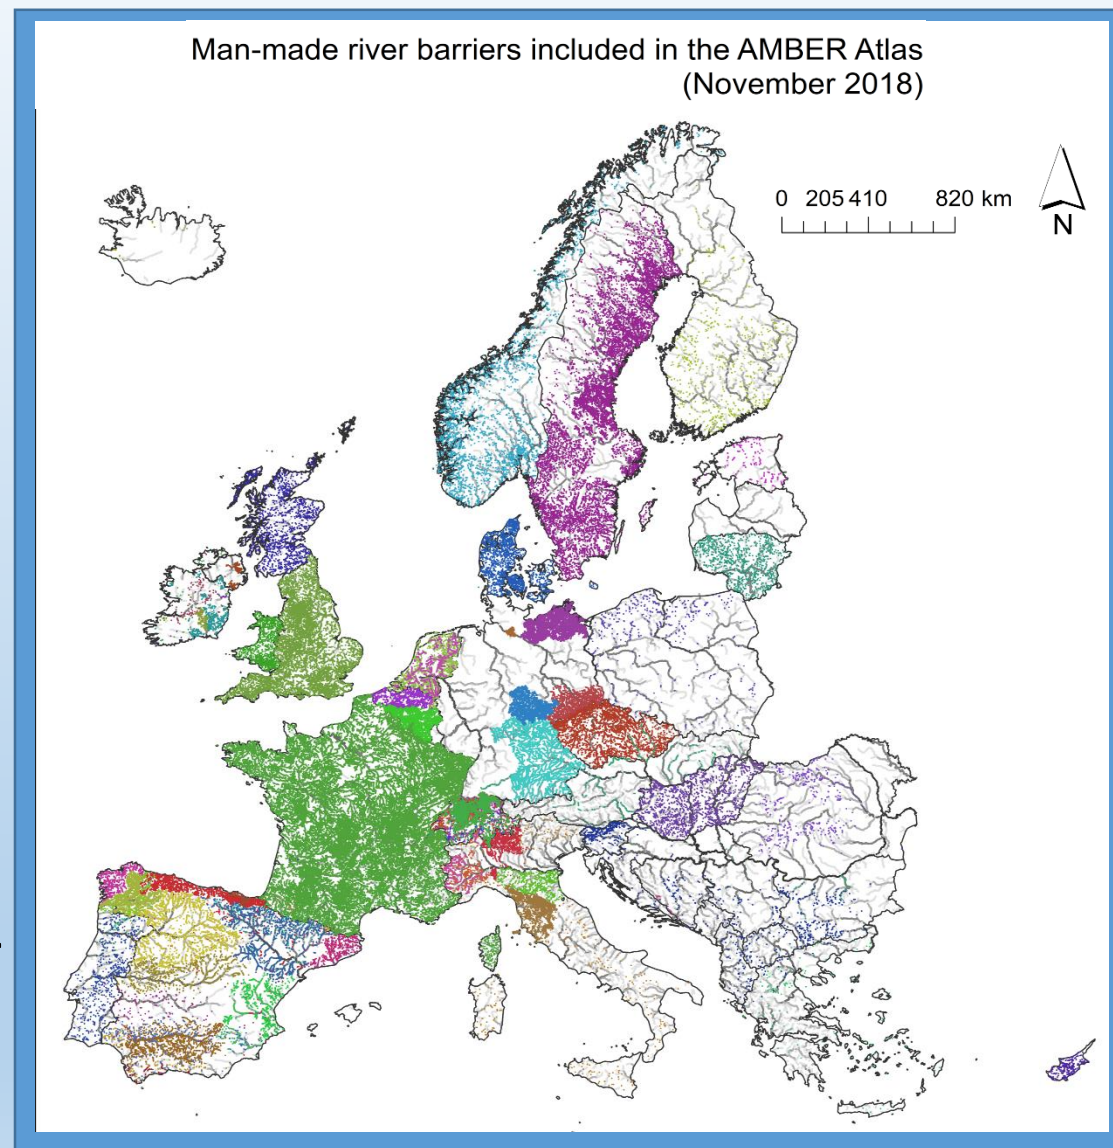 Man-made river barriers included in the AMBER Atlas
(November 2018)
0 205 410 820 km
N